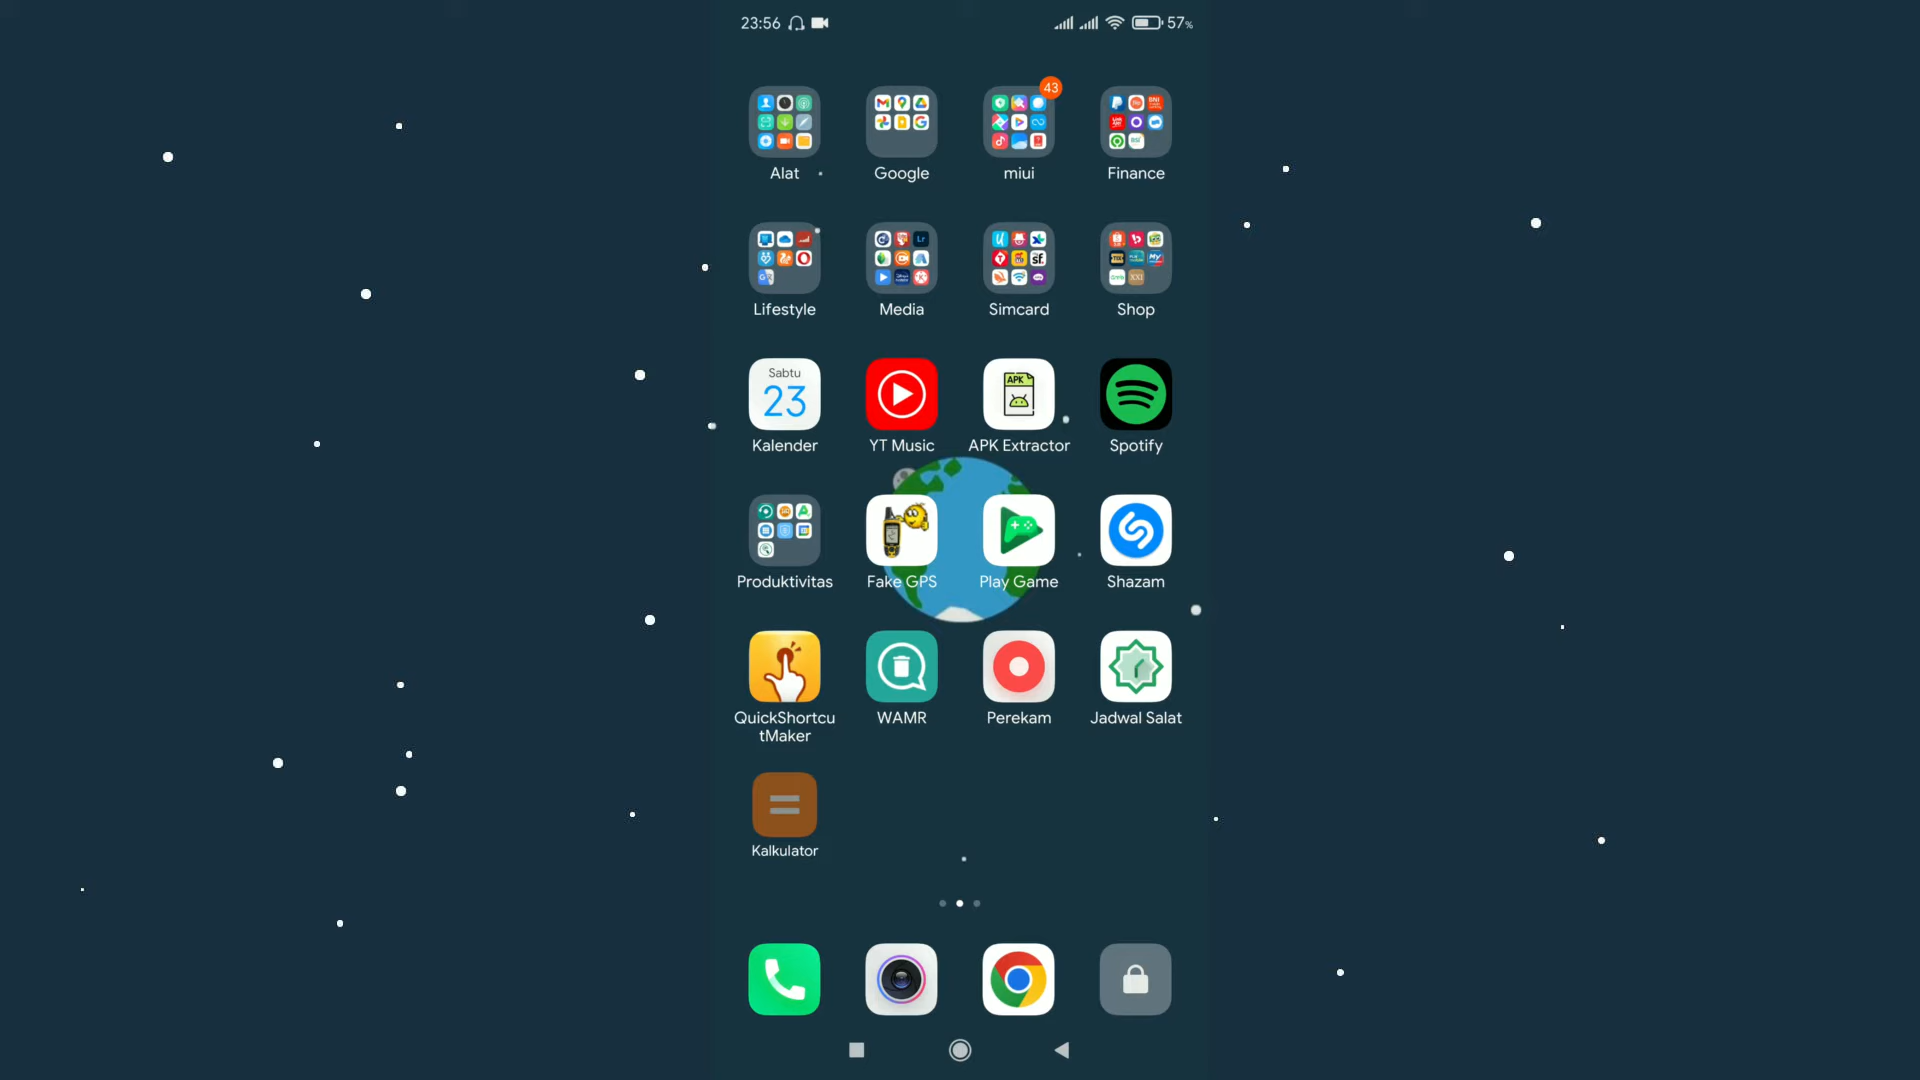 23:56
57%
43
Alat
Google
miui
Finance
Lifestyle
Media
Simcard
Shop
Sabtu
23
APK
Kalender
YT Music
APK Extractor
Spotify
Produktivitas
Fake GPS
Play Game
Shazam
QuickShortcu
tMaker
WAMR
Perekam
Jadwal Salat
Kalkulator